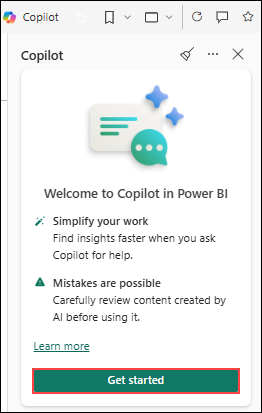 Copilot
Copilot
Welcome to Copilot in Power BI
Simplify your work
Find insights faster when you ask
Copilot for help.
Mistakes are possible
Carefully review content created by
AI before using it.
Learn more
Get started